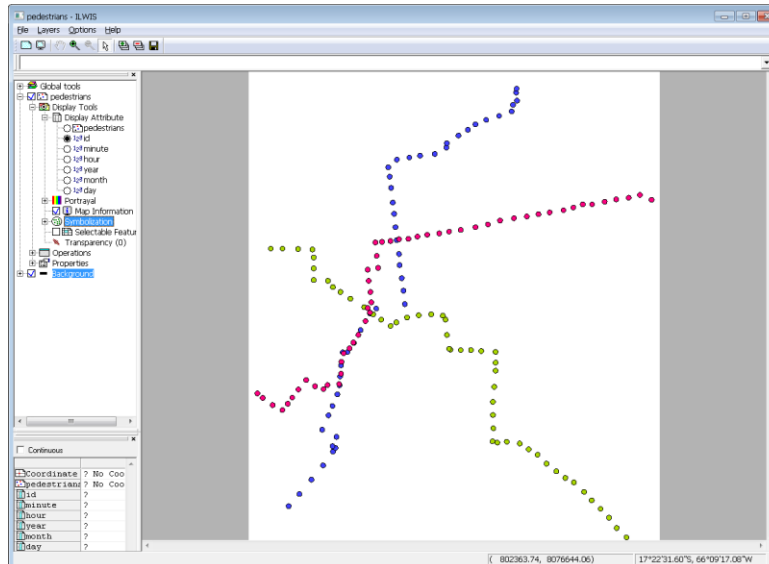 pedestrians - ILWIS
File Layers Options Help
Global tools
pedestrians
Display Tools
Display Attribute
pedestrians
id
minute
hour
year
month
day
Portrayal
Map Information
Symbolization
Selectable Featur
Transparency (0)
Operations
Properties
Background
Continuous
Coordinate ? No Coo
pedestrians ? No Coo
id ?
minute ?
hour ?
year ?
month ?
day ?
( 802363.74, 8076644.06) 17°22'31.60"S, 66°09'17.08"W